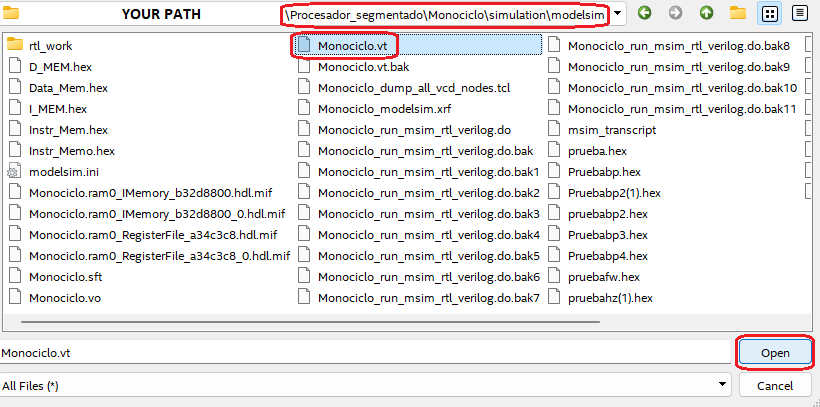 YOUR PATH
\Procesador_segmentado\Monociclo\simulation\modelsim
rtl_work
D_MEM.hex
Data_Mem.hex
I_MEM.hex
Instr_Mem.hex
Instr_Memo.hex
modelsim.ini
Monociclo.ram0_IMemory_b32d8800.hdl.mif
Monociclo.ram0_IMemory_b32d8800_0.hdl.mif
Monociclo.ram0_RegisterFile_a34c3c8.hdl.mif
Monociclo.ram0_RegisterFile_a34c3c8_0.hdl.mif
Monociclo.sft
Monociclo.vo
Monociclo.vt
Monociclo.vt.bak
Monociclo_dump_all_vcd_nodes.tcl
Monociclo_modelsim.xrf
Monociclo_run_msim_rtl_verilog.do
Monociclo_run_msim_rtl_verilog.do.bak
Monociclo_run_msim_rtl_verilog.do.bak1
Monociclo_run_msim_rtl_verilog.do.bak2
Monociclo_run_msim_rtl_verilog.do.bak3
Monociclo_run_msim_rtl_verilog.do.bak4
Monociclo_run_msim_rtl_verilog.do.bak5
Monociclo_run_msim_rtl_verilog.do.bak6
Monociclo_run_msim_rtl_verilog.do.bak7
Monociclo_run_msim_rtl_verilog.do.bak8
Monociclo_run_msim_rtl_verilog.do.bak9
Monociclo_run_msim_rtl_verilog.do.bak10
Monociclo_run_msim_rtl_verilog.do.bak11
msim_transcript
prueba.hex
Pruebabp.hex
Pruebabp2(1).hex
pruebabp2.hex
Pruebabp3.hex
Pruebabp4.hex
pruebafw.hex
pruebahz(1).hex
Monociclo.vt
Open
All Files (*)
Cancel